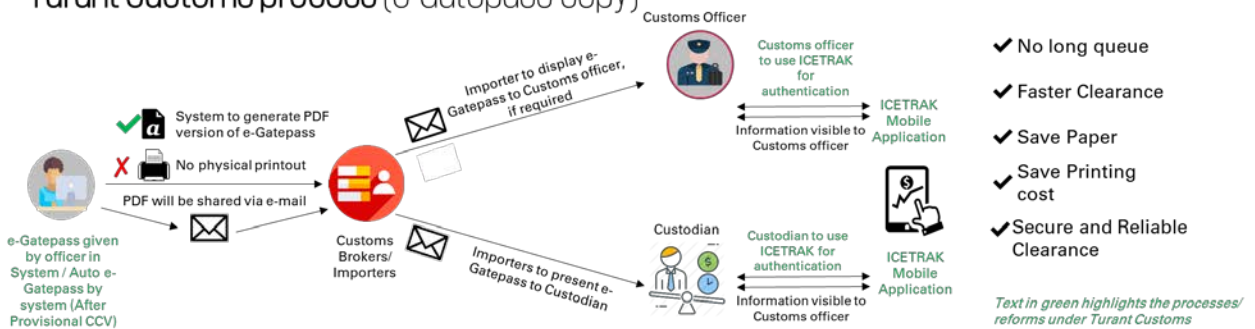 Turant Customs process (e-Gatepass copy)
Customs Officer
Customs officer
to use ICETRAK
for
authentication
Information visible to
Customs officer
ICETRAK
Mobile
Application
Importer to display e-
Gatepass to Customs officer,
if required
System to generate PDF
version of e-Gatepass
No physical printout
PDF will be shared via e-mail
e-Gatepass given
by officer in
System / Auto e-
Gatepass by
system (After
Provisional CCV)
Customs
Brokers/
Importers
Importers to present e-
Gatepass to Custodian
Custodian
Custodian to use
ICETRAK for
authentication
Information visible to
Customs officer
ICETRAK
Mobile
Application
No long queue
Faster Clearance
Save Paper
Save Printing
cost
Secure and Reliable
Clearance
Text in green highlights the processes/
reforms under Turant Customs